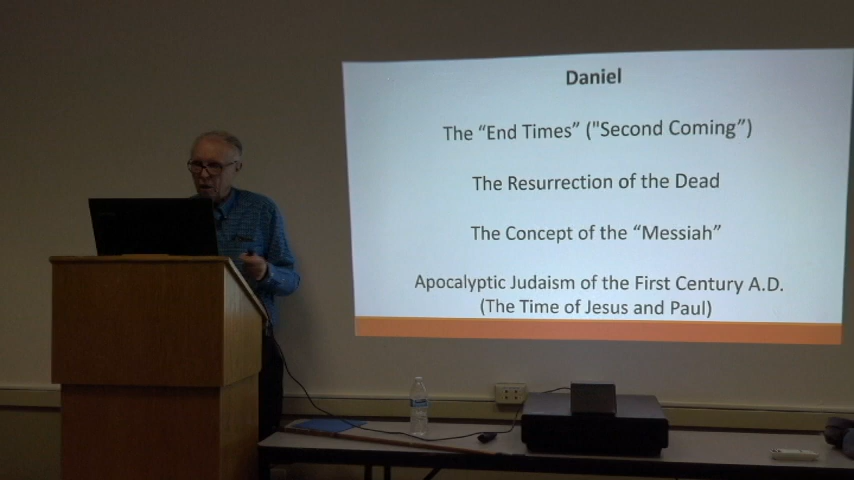 Daniel
The “End Times” ("Second Coming”)
The Resurrection of the Dead
The Concept of the “Messiah”
Apocalyptic Judaism of the First Century A.D.
(The Time of Jesus and Paul)